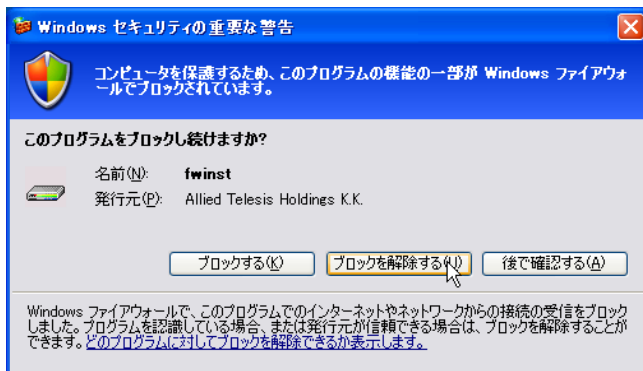 Windows セキュリティの重要な警告
コンピュータを保護するため、このプログラムの機能の一部が Windows ファイアウォ
ールでブロックされています。
このプログラムをブロックし続けますか?
名前(N): fwinst
発行元(P): Allied Telesis Holdings K.K.
ブロックする(K) ブロックを解除する(U) 後で確認する(A)
Windows ファイアウォールで、このプログラムでのインターネットやネットワークからの接続の受信をブロック
しました。プログラムを認識している場合、または発行元が信頼できる場合は、ブロックを解除することが
できます。どのプログラムに対してブロックを解除できるか表示します。